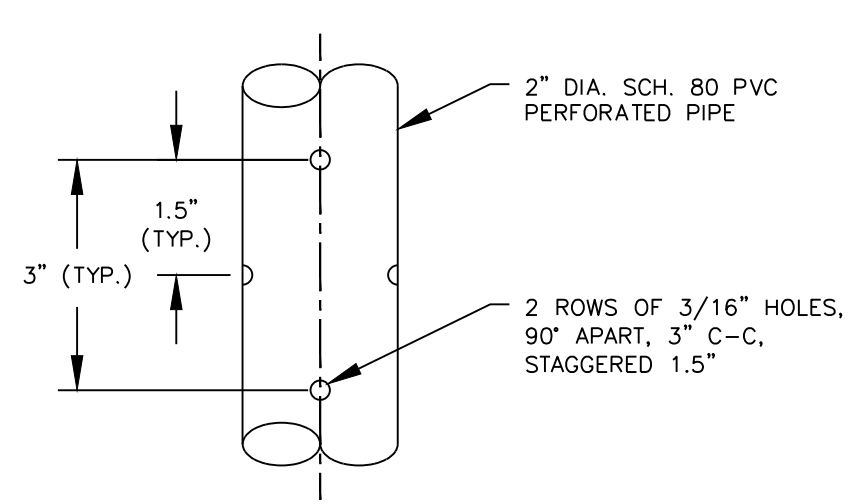 2" DIA. SCH. 80 PVC
PERFORATED PIPE
1.5"
(TYP.)
3" (TYP.)
2 ROWS OF 3/16" HOLES,
90° APART, 3" C-C,
STAGGERED 1.5"